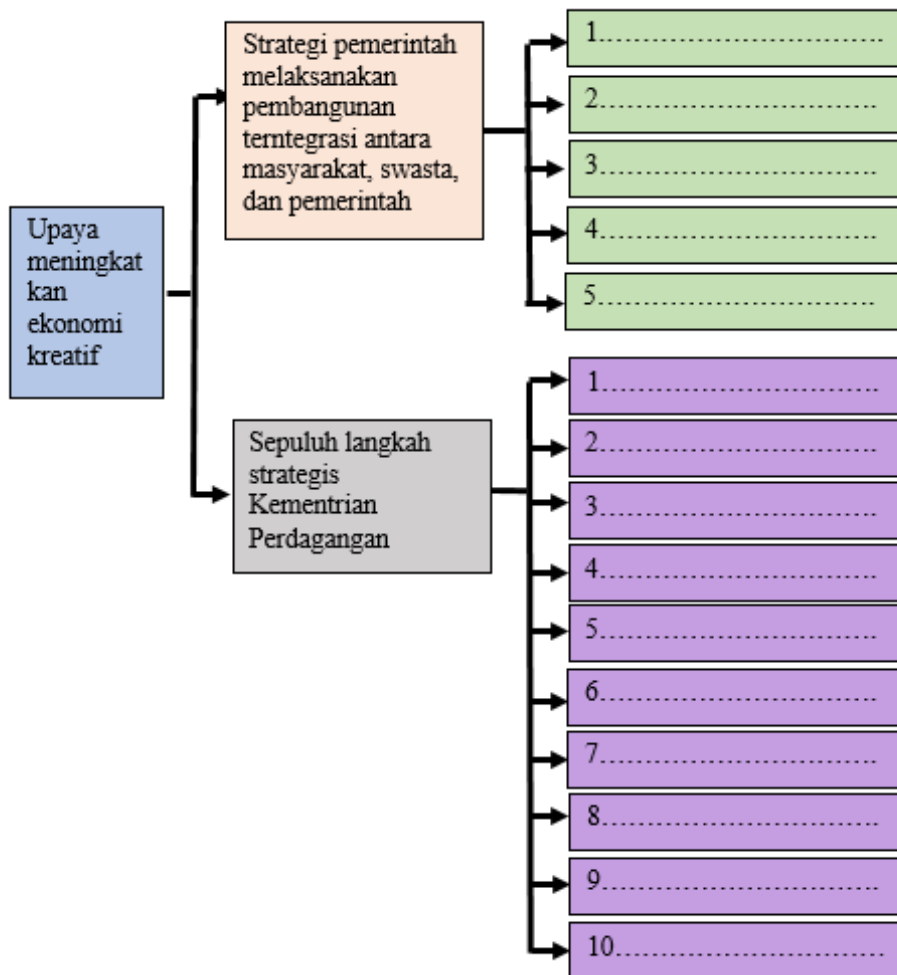 Upaya
meningkat
kan
ekonomi
kreatif
Strategi pemerintah
melaksanakan
pembangunan
terntegrasi antara
masyarakat, swasta,
dan pemerintah
1……………………………
2……………………………
3……………………………
4……………………………
5……………………………
Sepuluh langkah
strategis
Kementrian
Perdagangan
1……………………………
2……………………………
3……………………………
4……………………………
5……………………………
6……………………………
7……………………………
8……………………………
9……………………………
10……………………………